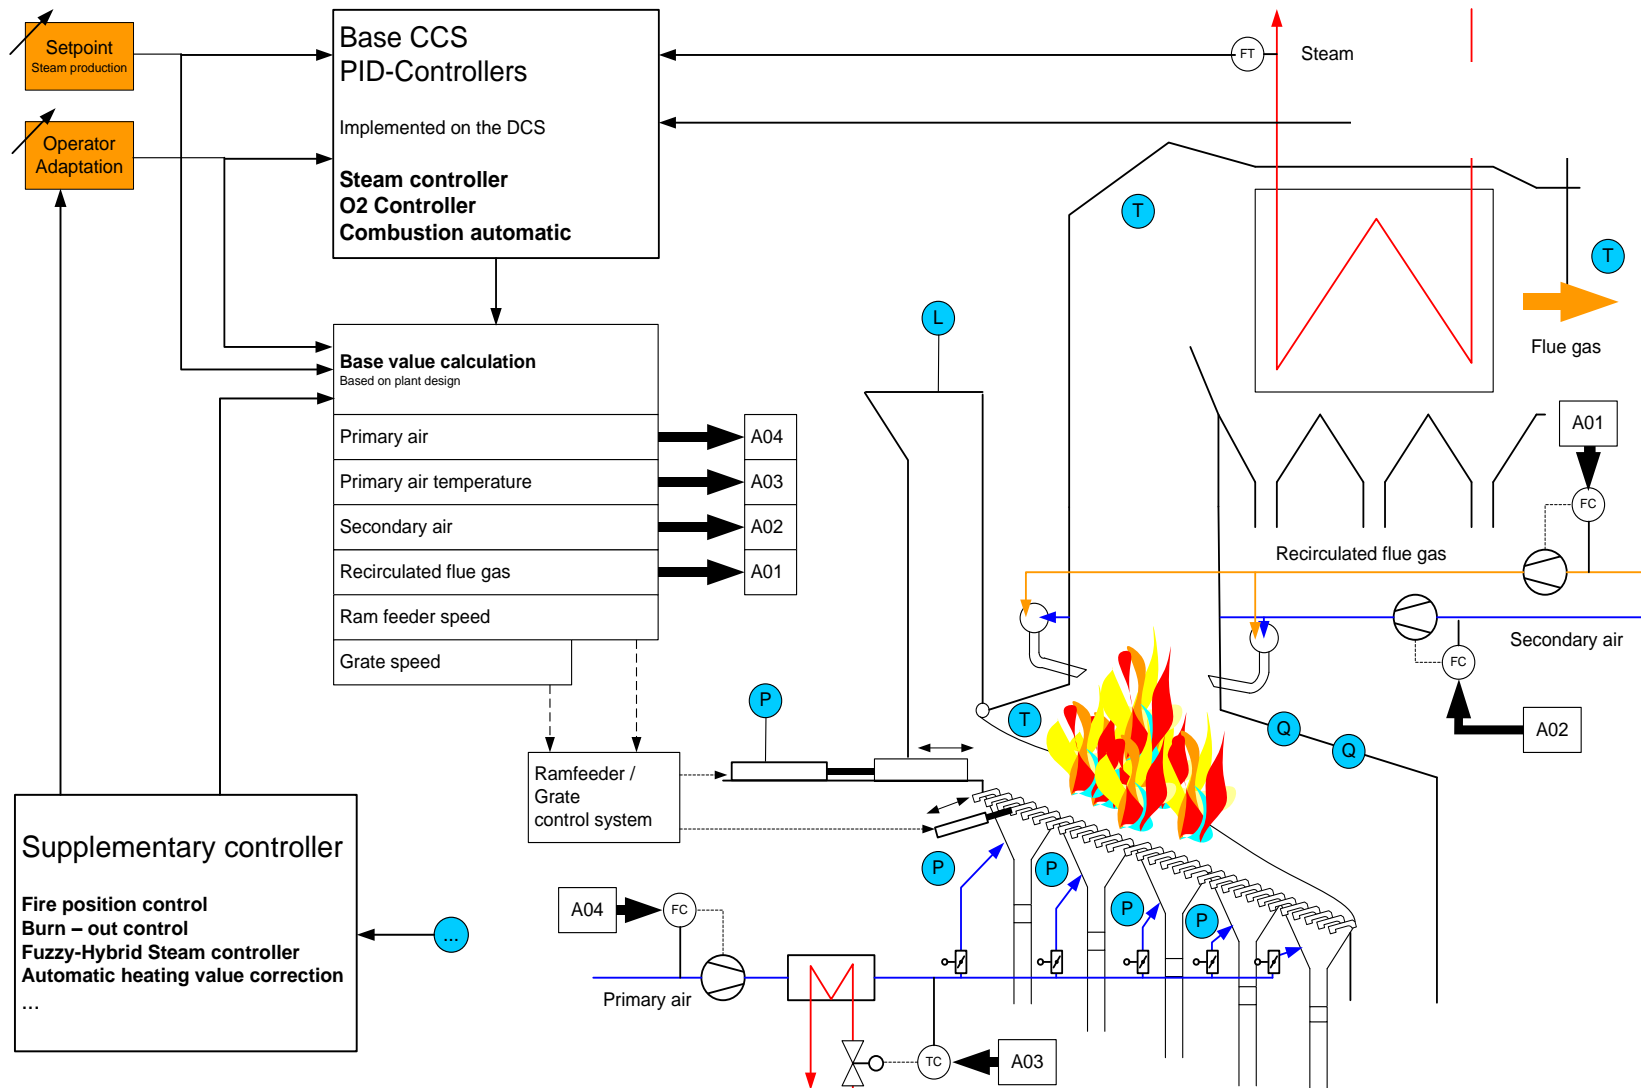 Setpoint
Steam production
Operator
Adaptation
Base CCS
PID-Controllers
Implemented on the DCS
Steam controller
O2 Controller
Combustion automatic
FT
Steam
T
T
Flue gas
L
Base value calculation
Based on plant design
Primary air
A04
Primary air temperature
A03
Secondary air
A02
Recirculated flue gas
A01
Ram feeder speed
Grate speed
A01
FC
Recirculated flue gas
Secondary air
FC
A02
P
T
Q
Q
Ramfeeder /
Grate
control system
Supplementary controller
Fire position control
Burn – out control
Fuzzy-Hybrid Steam controller
Automatic heating value correction
...
...
P
P
P
P
A04
FC
Primary air
TC
A03